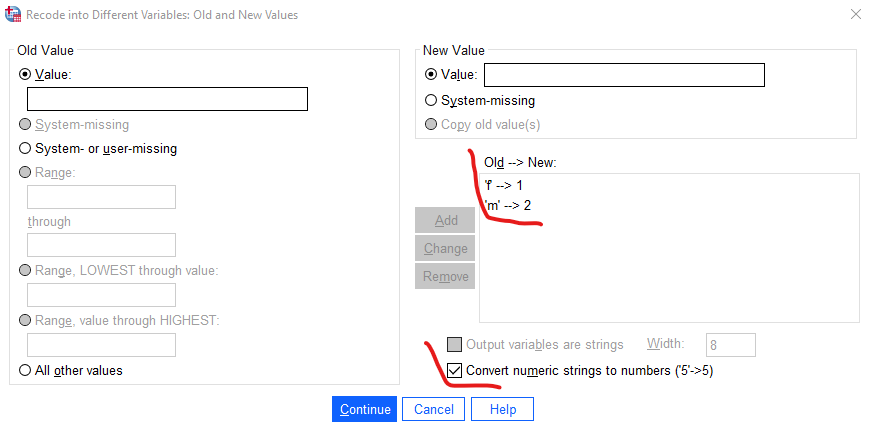 Recode into Different Variables: Old and New Values
Old Value
Value:
System-missing
System- or user-missing
Range:
through
Range, LOWEST through value:
Range, value through HIGHEST:
All other values
New Value
Value:
System-missing
Copy old value(s)
Old --> New:
'f' --> 1
'm' --> 2
Add
Change
Remove
Output variables are strings Width: 8
Convert numeric strings to numbers ('5'->5)
Continue Cancel Help